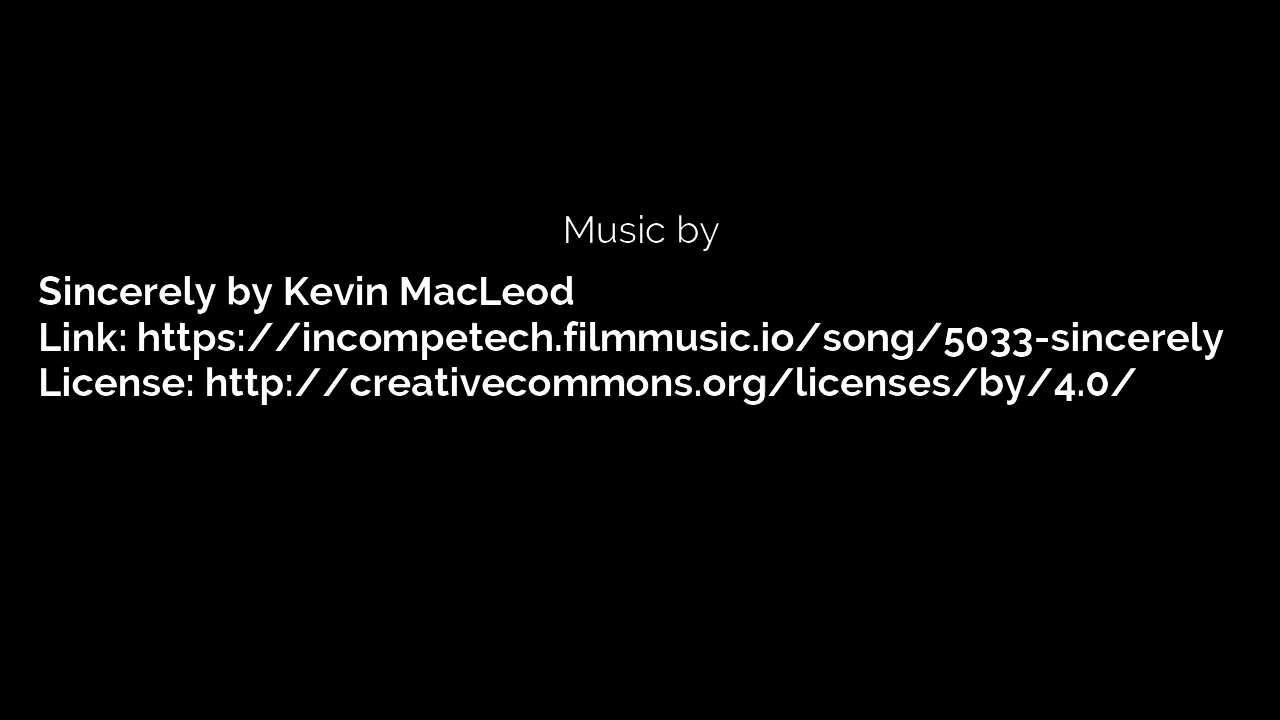 Music by
Sincerely by Kevin MacLeod
Link: https://incompetech.filmmusic.io/song/5033-sincerely
License: http://creativecommons.org/licenses/by/4.0/